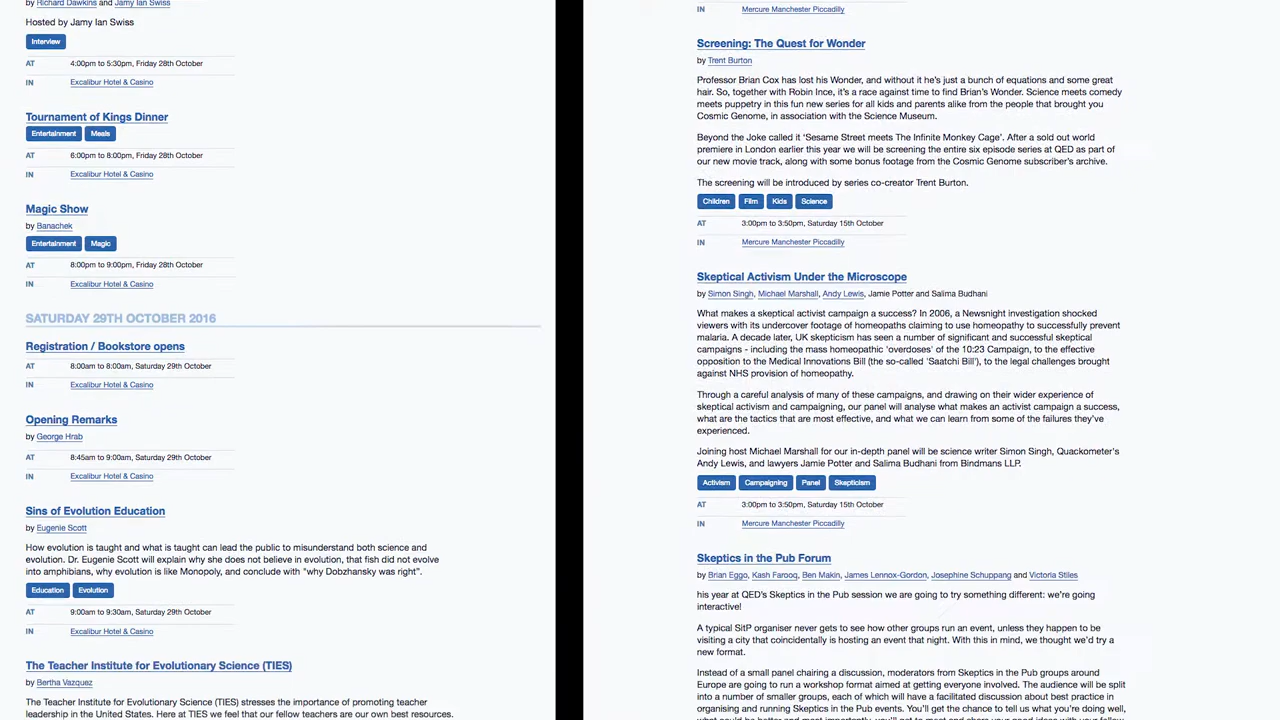 by Richard Dawkins and Jamy Ian Swiss
Hosted by Jamy Ian Swiss
Interview
AT 4:00pm to 5:30pm, Friday 28th October
IN Excalibur Hotel & Casino
Tournament of Kings Dinner
Entertainment Meals
AT 6:00pm to 8:00pm, Friday 28th October
IN Excalibur Hotel & Casino
Magic Show
by Banachek
Entertainment Magic
AT 8:00pm to 9:00pm, Friday 28th October
IN Excalibur Hotel & Casino
SATURDAY 29TH OCTOBER 2016
Registration / Bookstore opens
AT 8:00am to 8:00am, Saturday 29th October
IN Excalibur Hotel & Casino
Opening Remarks
by George Hrab
AT 8:45am to 9:00am, Saturday 29th October
IN Excalibur Hotel & Casino
Sins of Evolution Education
by Eugenie Scott
How evolution is taught and what is taught can lead the public to misunderstand both science and
evolution. Dr. Eugenie Scott will explain why she does not believe in evolution, that fish did not evolve
into amphibians, why evolution is like Monopoly, and conclude with "why Dobzhansky was right".
Education Evolution
AT 9:00am to 9:30am, Saturday 29th October
IN Excalibur Hotel & Casino
The Teacher Institute for Evolutionary Science (TIES)
by Bertha Vazquez
The Teacher Institute for Evolutionary Science (TIES) stresses the importance of promoting teacher
leadership in the United States. Here at TIES we feel that our fellow teachers are our own best resources.
IN Mercure Manchester Piccadilly
Screening: The Quest for Wonder
by Trent Burton
Professor Brian Cox has lost his Wonder, and without it he's just a bunch of equations and some great
hair. So, together with Robin Ince, it's a race against time to find Brian's Wonder. Science meets comedy
meets puppetry in this fun new series for all kids and parents alike from the people that brought you
Cosmic Genome, in association with the Science Museum.
Beyond the Joke called it 'Sesame Street meets The Infinite Monkey Cage'. After a sold out world
premiere in London earlier this year we will be screening the entire six episode series at QED as part of
our new movie track, along with some bonus footage from the Cosmic Genome subscriber's archive.
The screening will be introduced by series co-creator Trent Burton.
Children Film Kids Science
AT 3:00pm to 3:50pm, Saturday 15th October
IN Mercure Manchester Piccadilly
Skeptical Activism Under the Microscope
by Simon Singh, Michael Marshall, Andy Lewis, Jamie Potter and Salima Budhani
What makes a skeptical activist campaign a success? In 2006, a Newsnight investigation shocked
viewers with its undercover footage of homeopaths claiming to use homeopathy to successfully prevent
malaria. A decade later, UK skepticism has seen a number of significant and successful skeptical
campaigns - including the mass homeopathic 'overdoses' of the 10:23 Campaign, to the effective
opposition to the Medical Innovations Bill (the so-called 'Saatchi Bill'), to the legal challenges brought
against NHS provision of homeopathy.
Through a careful analysis of many of these campaigns, and drawing on their wider experience of
skeptical activism and campaigning, our panel will analyse what makes an activist campaign a success,
what are the tactics that are most effective, and what we can learn from some of the failures they've
experienced.
Joining host Michael Marshall for our in-depth panel will be science writer Simon Singh, Quackometer's
Andy Lewis, and lawyers Jamie Potter and Salima Budhani from Bindmans LLP.
Activism Campaigning Panel Skepticism
AT 3:00pm to 3:50pm, Saturday 15th October
IN Mercure Manchester Piccadilly
Skeptics in the Pub Forum
by Brian Eggo, Kash Farooq, Ben Makin, James Lennox-Gordon, Josephine Schuppang and Victoria Stiles
his year at QED's Skeptics in the Pub session we are going to try something different: we're going
interactive!
A typical SitP organiser never gets to see how other groups run an event, unless they happen to be
visiting a city that coincidentally is hosting an event that night. With this in mind, we thought we'd try a
new format.
Instead of a small panel chairing a discussion, moderators from Skeptics in the Pub groups around
Europe are going to run a workshop format aimed at getting everyone involved. The audience will be split
into a number of smaller groups, each of which will have a facilitated discussion about best practice in
organising and running Skeptics in the Pub events. You'll get the chance to tell us what you're doing well,